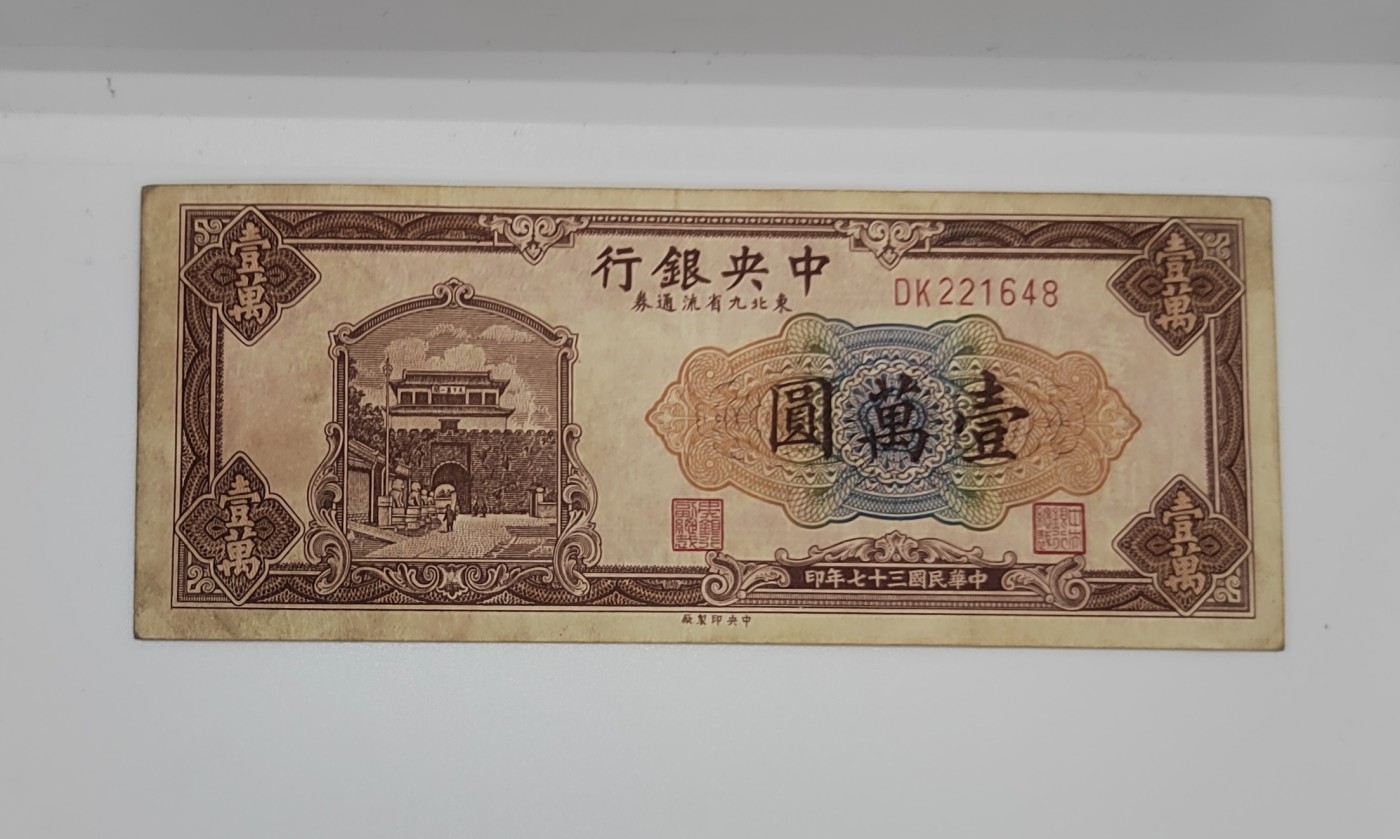 中央銀行
東北九省流通券
DK221648
壹萬
壹萬
壹萬圓
壹萬
壹萬
中華民國三十七年印
中央印製廠